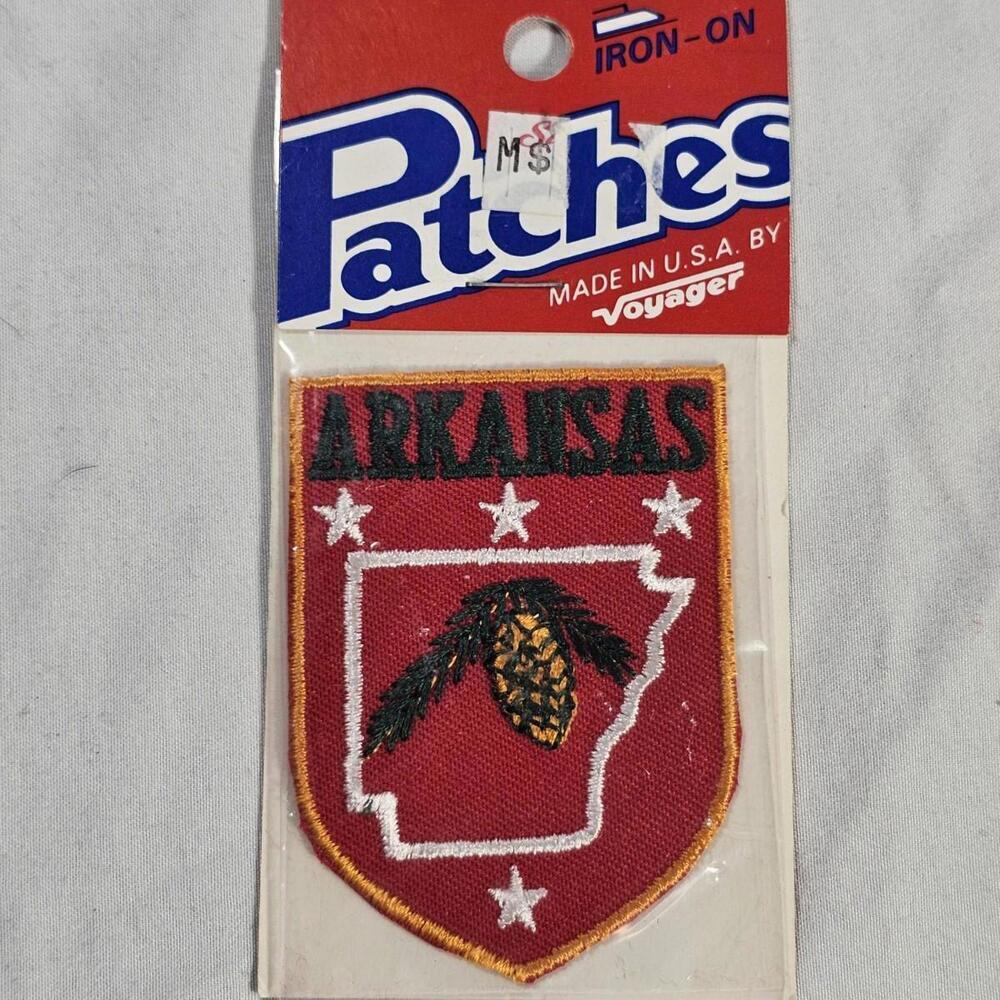 IRON-ON
Patches
M$
MADE IN U.S.A. BY
Voyager
ARKANSAS